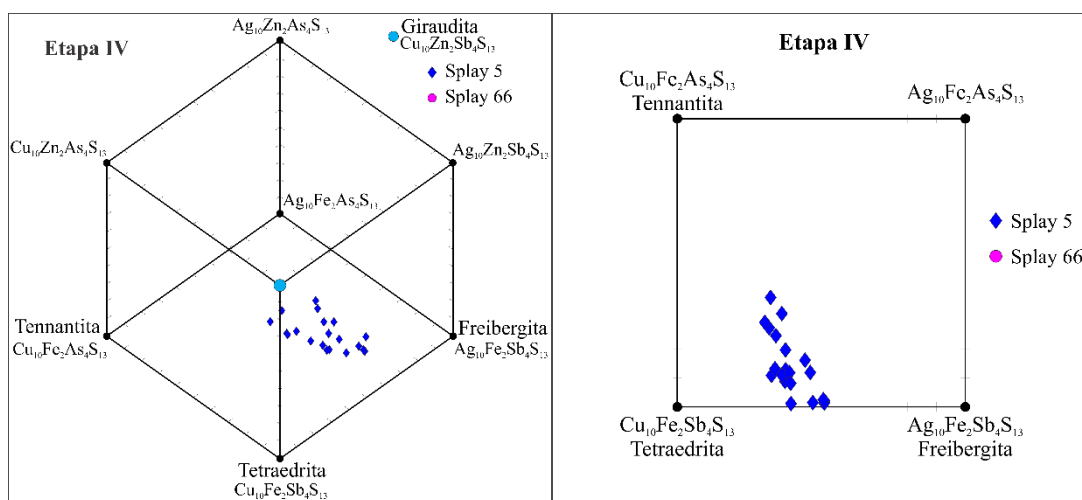 Etapa IV
Ag₁₀Zn₂As₄S₁₃
Giraudita
Cu₁₀Zn₂Sb₄S₁₃
Splay 5
Splay 66
Cu₁₀Zn₂As₄S₁₃
Ag₁₀Zn₂Sb₄S₁₃
Ag₁₀Fe₂As₄S₁₃
Tennantita
Cu₁₀Fe₂As₄S₁₃
Freibergita
Ag₁₀Fe₂Sb₄S₁₃
Tetraedrita
Cu₁₀Fe₂Sb₄S₁₃
Etapa IV
Cu₁₀Fe₂As₄S₁₃
Tennantita
Ag₁₀Fe₂As₄S₁₃
Splay 5
Splay 66
Cu₁₀Fe₂Sb₄S₁₃
Tetraedrita
Ag₁₀Fe₂Sb₄S₁₃
Freibergita